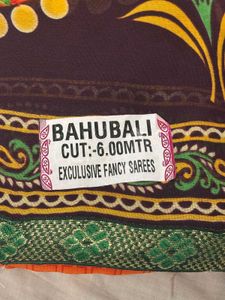 BAHUBALI
CUT:-6.00MTR
EXCULUSIVE FANCY SAREES